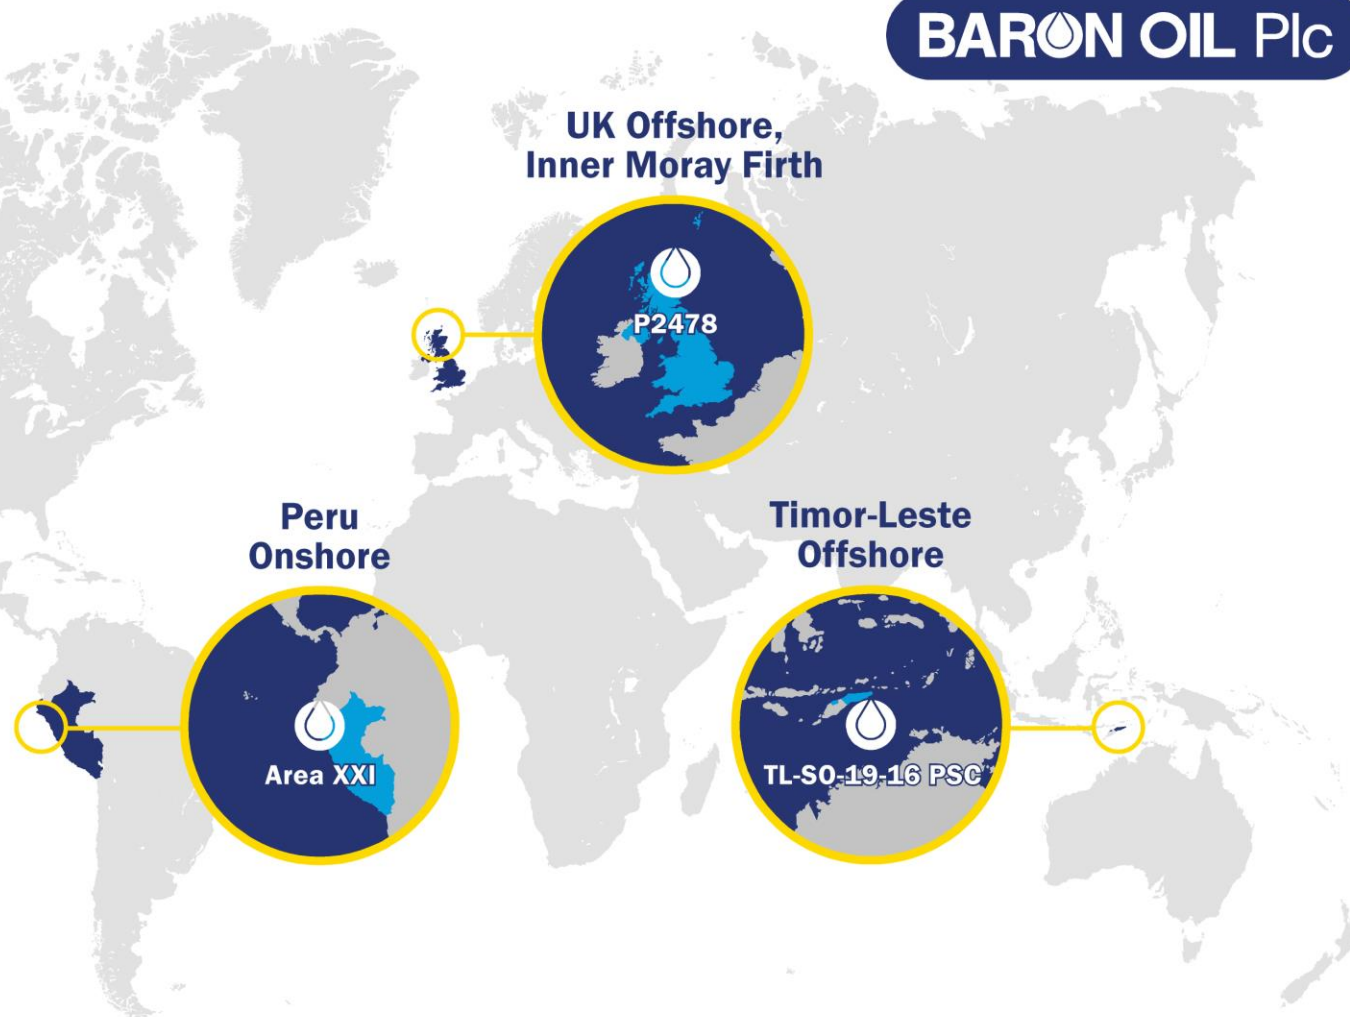 BARON OIL Plc
UK Offshore,
Inner Moray Firth
P2478
Peru
Onshore
Area XXI
Timor-Leste
Offshore
TL-SO-19-16 PSC